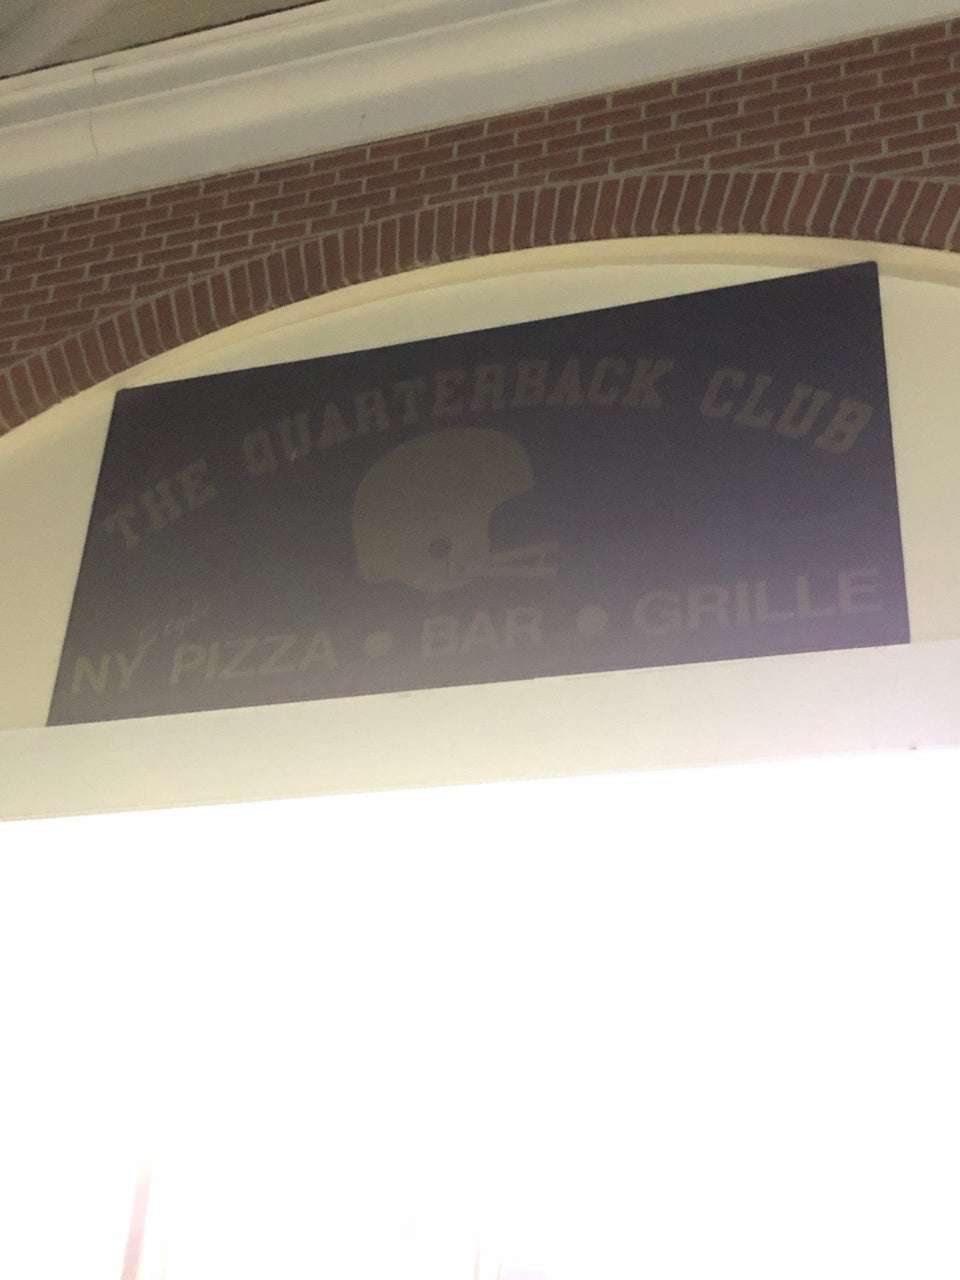 THE QUARTERBACK CLUB
NY PIZZA • BAR • GRILLE